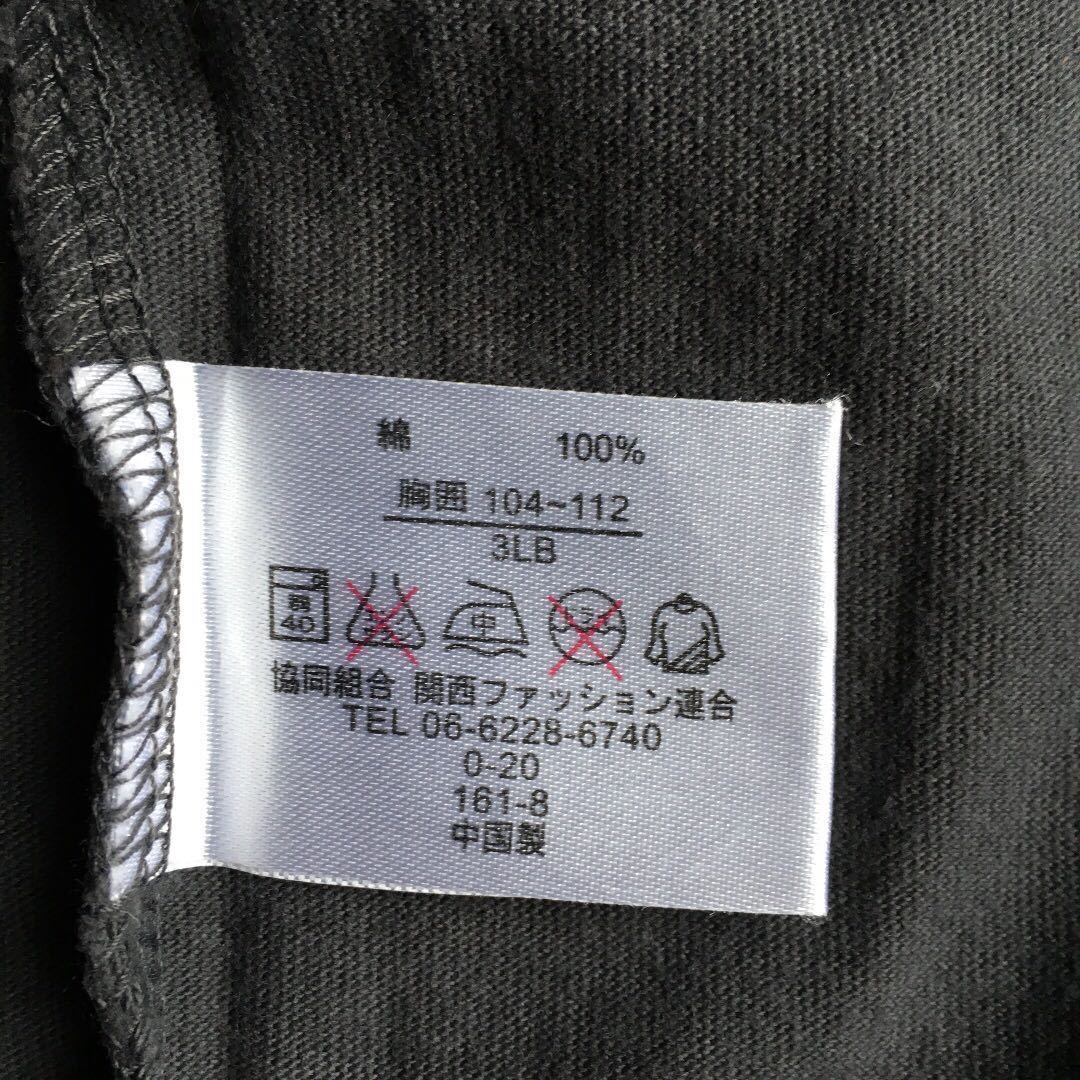 綿 100%
胸囲 104~112
3LB
40 中
協同組合 関西ファッション連合
TEL 06-6228-6740
0-20
161-8
中国製